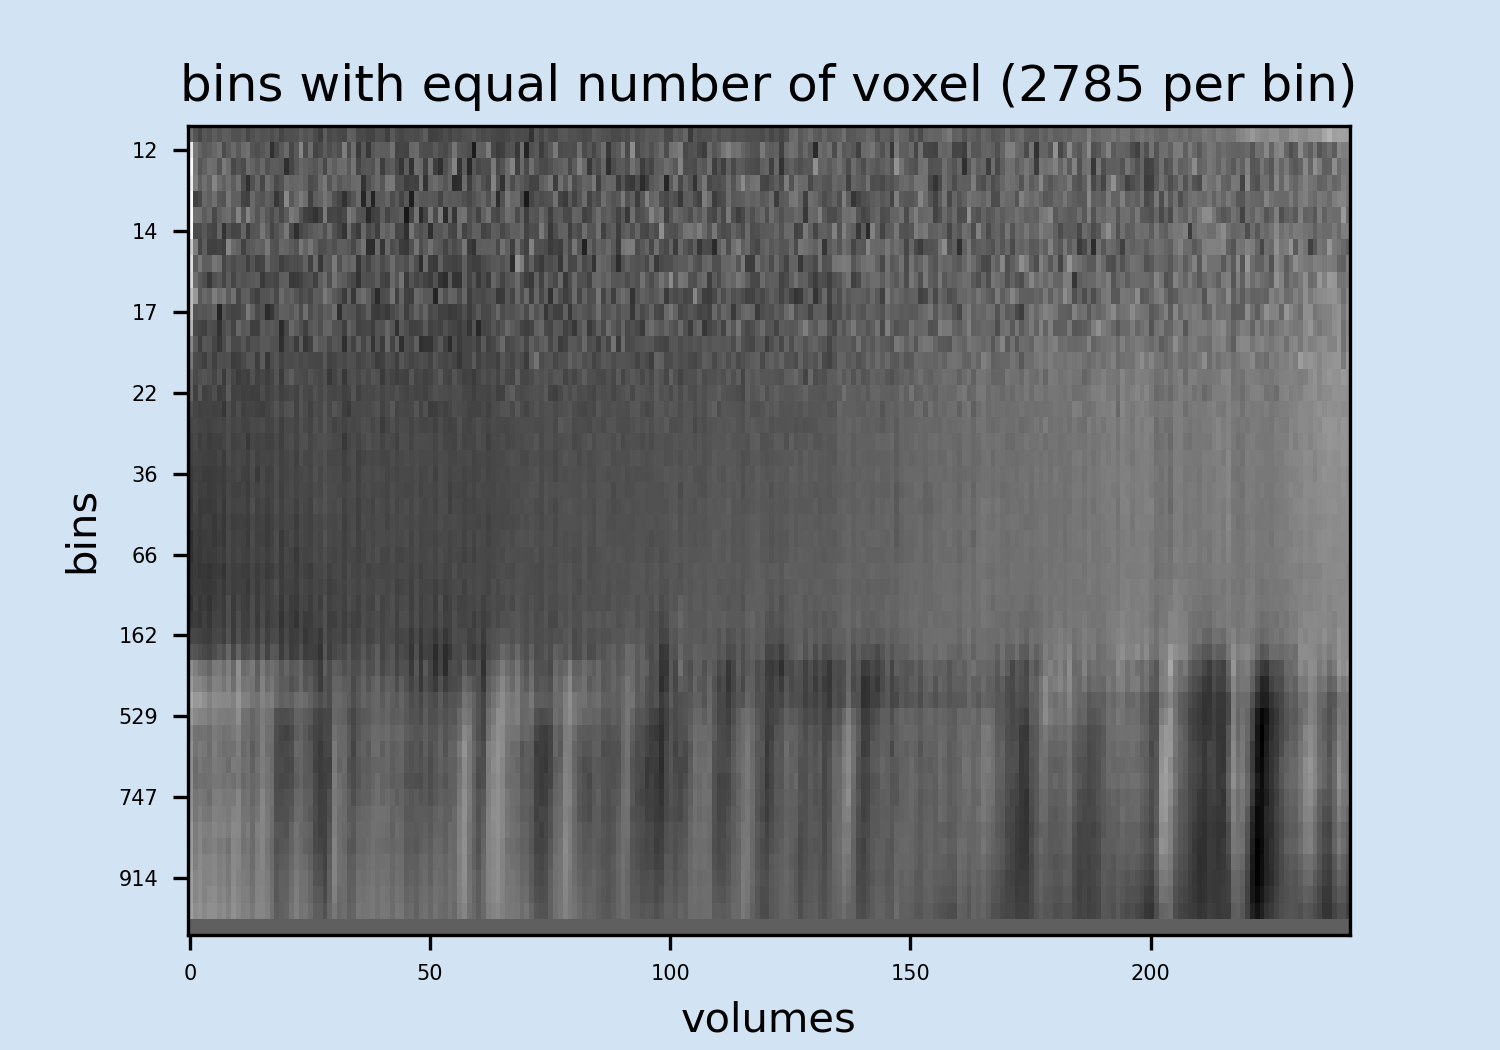 bins with equal number of voxel (2785 per bin)
12
14
17
22
36
66
162
529
747
914
bins
0 50 100 150 200
volumes